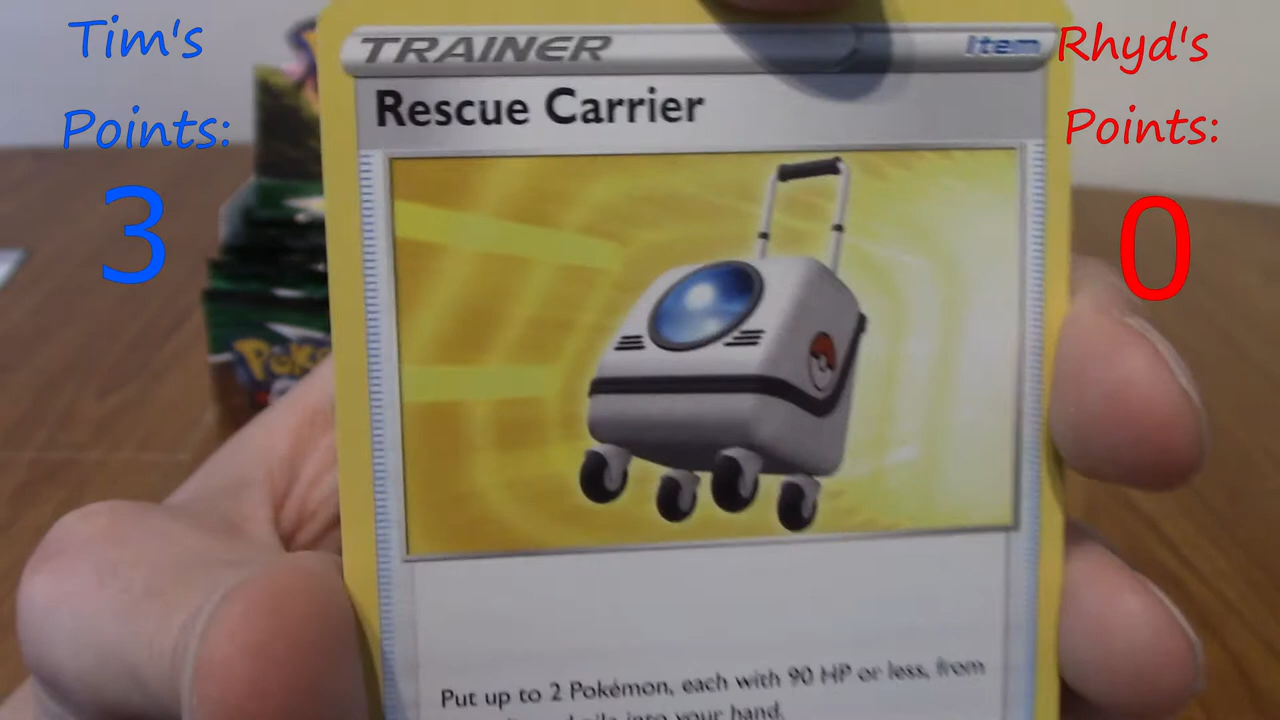 Tim's
Points:
3
TRAINER
Item
Rescue Carrier
Rhyd's
Points:
0
Put up to 2 Pokémon, each with 90 HP or less, from
into your hand.